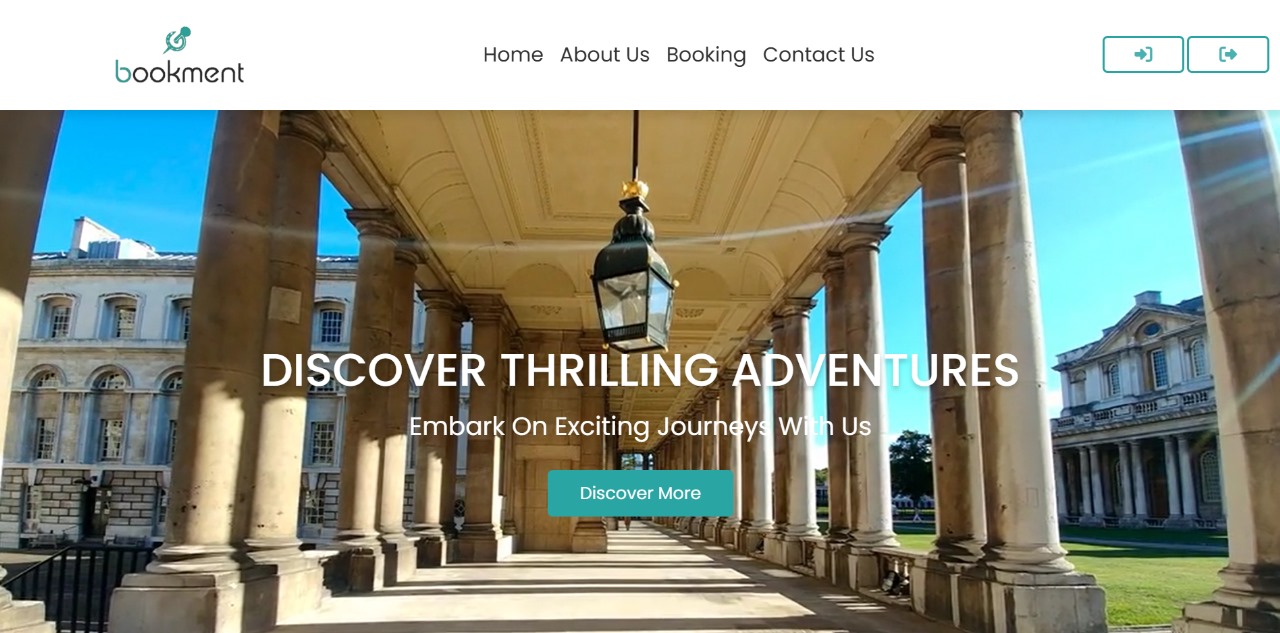 bookment
Home About Us Booking Contact Us
DISCOVER THRILLING ADVENTURES
Embark On Exciting Journeys With Us
Discover More